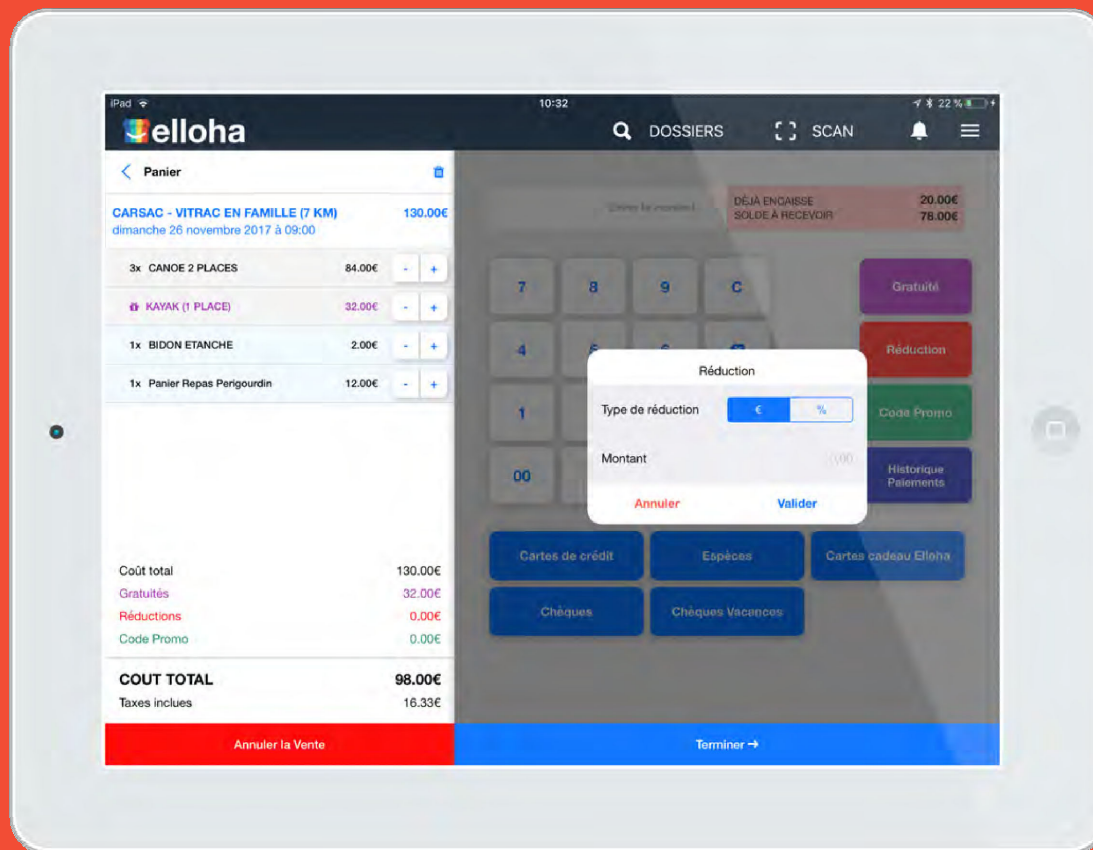 iPad
10:32
22 %
elloha
DOSSIERS
SCAN
Panier
CARSAC - VITRAC EN FAMILLE (7 KM) 130.00€
dimanche 26 novembre 2017 à 09:00
3x CANOE 2 PLACES 84.00€ - +
KAYAK (1 PLACE) 32.00€ - +
1x BIDON ETANCHE 2.00€ - +
1x Panier Repas Perigourdin 12.00€ - +
Coût total 130.00€
Gratuités 32.00€
Réductions 0.00€
Code Promo 0.00€
COUT TOTAL 98.00€
Taxes inclues 16.33€
Annuler la Vente
DÉJÀ ENCAISSE 20.00€
SOLDE À RECEVOIR 78.00€
7 8 9 C
Gratuité
4
Réduction
1
Code Promo
00
Historique
Paiements
Réduction
Type de réduction € %
Montant 0.00
Annuler Valider
Cartes de crédit Espèces Cartes cadeau Elloha
Chèques Chèques Vacances
Terminer →